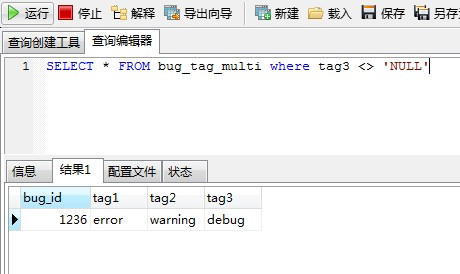 运行 停止 解释 导出向导 新建 载入 保存 另存
查询创建工具 查询编辑器
1 SELECT * FROM bug_tag_multi where tag3 <> 'NULL'
信息 结果1 配置文件 状态
bug_id tag1 tag2 tag3
1236 error warning debug